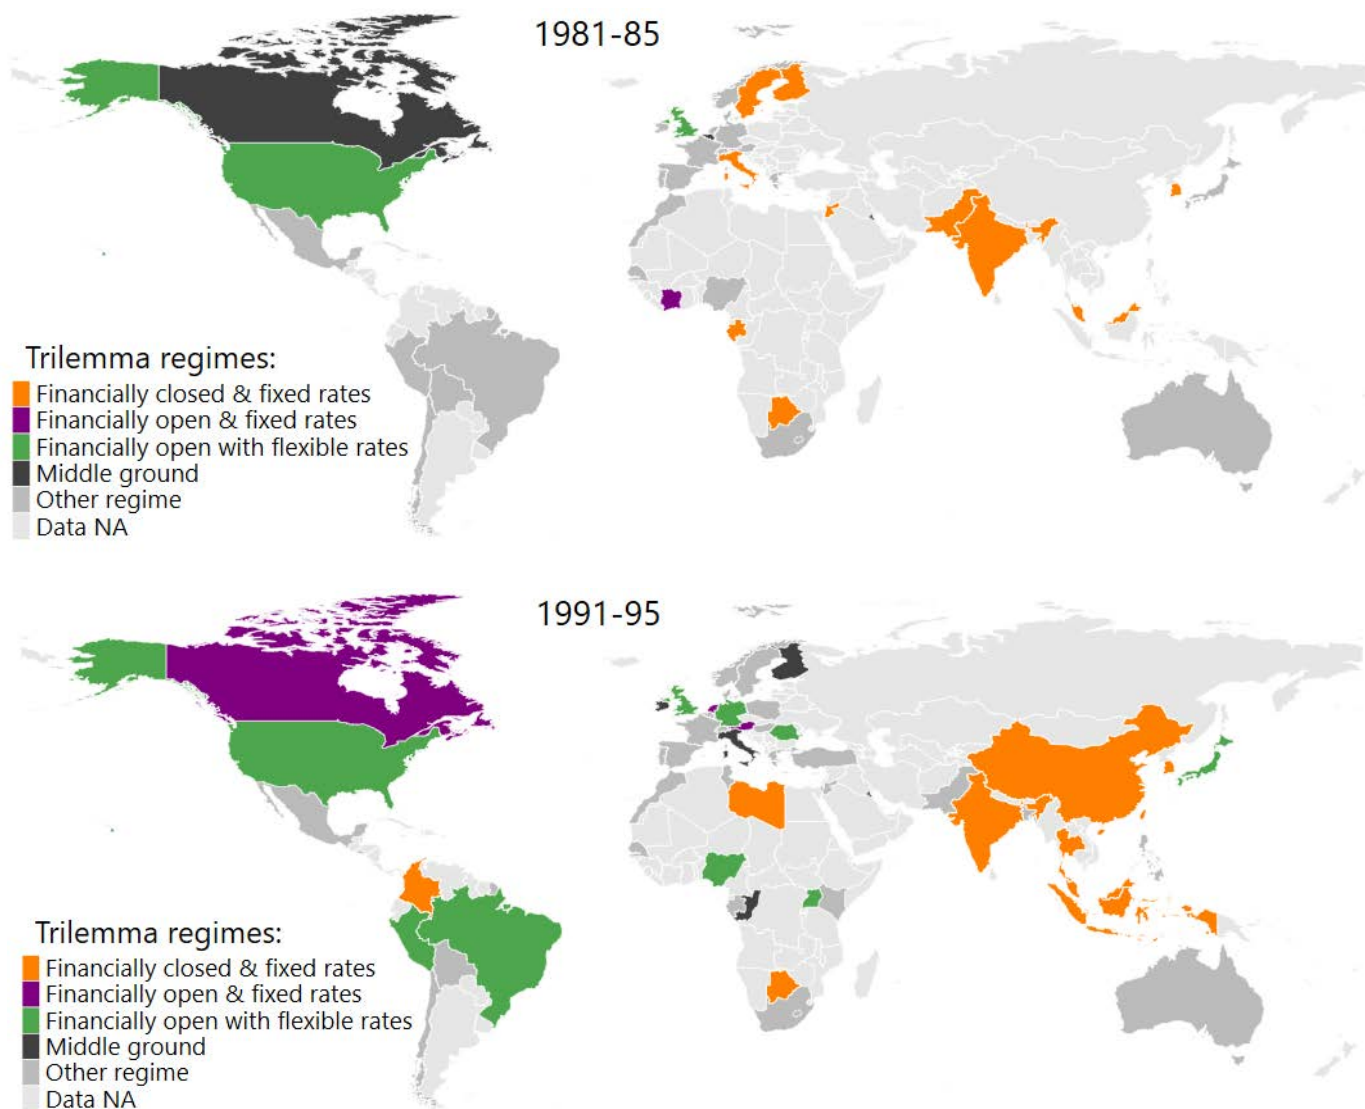 1981-85
Trilemma regimes:
Financially closed & fixed rates
Financially open & fixed rates
Financially open with flexible rates
Middle ground
Other regime
Data NA
1991-95
Trilemma regimes:
Financially closed & fixed rates
Financially open & fixed rates
Financially open with flexible rates
Middle ground
Other regime
Data NA